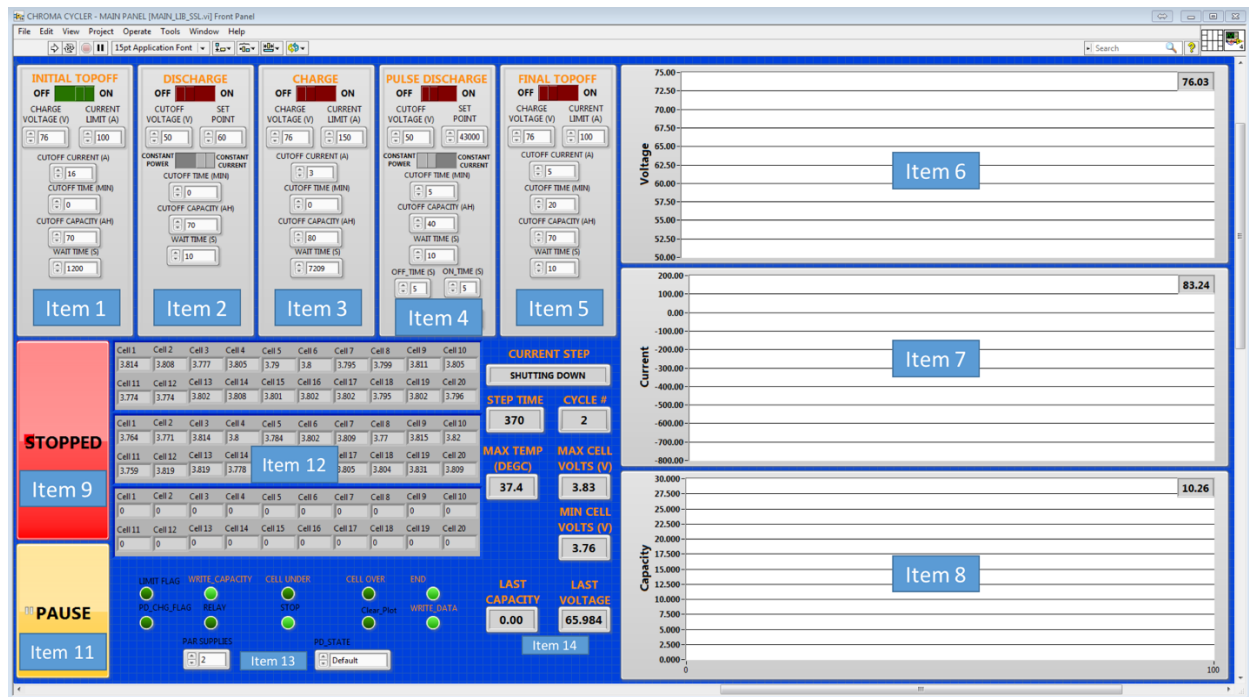 CHROMA CYCLER - MAIN PANEL [MAIN_LIB_SSL.vi] Front Panel
File Edit View Project Operate Tools Window Help
15pt Application Font
Search
4
INITIAL TOPOFF
OFF ON
CHARGE VOLTAGE (V) CURRENT LIMIT (A)
76 100
CUTOFF CURRENT (A)
16
CUTOFF TIME (MIN)
0
CUTOFF CAPACITY (AH)
70
WAIT TIME (S)
1200
Item 1
DISCHARGE
OFF ON
CUTOFF VOLTAGE (V) SET POINT
50 60
CONSTANT POWER CONSTANT CURRENT
CUTOFF TIME (MIN)
0
CUTOFF CAPACITY (AH)
70
WAIT TIME (S)
10
Item 2
CHARGE
OFF ON
CHARGE VOLTAGE (V) CURRENT LIMIT (A)
76 150
CUTOFF CURRENT (A)
3
CUTOFF TIME (MIN)
0
CUTOFF CAPACITY (AH)
80
WAIT TIME (S)
7209
Item 3
PULSE DISCHARGE
OFF ON
CUTOFF VOLTAGE (V) SET POINT
50 43000
CONSTANT POWER CONSTANT CURRENT
CUTOFF TIME (MIN)
5
CUTOFF CAPACITY (AH)
40
WAIT TIME (S)
10
OFF_TIME (S) ON_TIME (S)
5 5
Item 4
FINAL TOPOFF
OFF ON
CHARGE VOLTAGE (V) CURRENT LIMIT (A)
76 100
CUTOFF CURRENT (A)
5
CUTOFF TIME (MIN)
20
CUTOFF CAPACITY (AH)
70
WAIT TIME (S)
10
Item 5
Voltage
75.00
72.50
70.00
67.50
65.00
62.50
60.00
57.50
55.00
52.50
50.00
76.03
Item 6
Current
200.00
100.00
0.00
-100.00
-200.00
-300.00
-400.00
-500.00
-600.00
-700.00
-800.00
83.24
Item 7
Capacity
30.000
27.500
25.000
22.500
20.000
17.500
15.000
12.500
10.000
7.500
5.000
2.500
0.000
0 100
10.26
Item 8
STOPPED
Item 9
PAUSE
Item 11
Cell 1 Cell 2 Cell 3 Cell 4 Cell 5 Cell 6 Cell 7 Cell 8 Cell 9 Cell 10
3.814 3.808 3.777 3.805 3.79 3.8 3.795 3.799 3.811 3.805
Cell 11 Cell 12 Cell 13 Cell 14 Cell 15 Cell 16 Cell 17 Cell 18 Cell 19 Cell 20
3.774 3.774 3.802 3.808 3.801 3.802 3.802 3.795 3.802 3.796
Cell 1 Cell 2 Cell 3 Cell 4 Cell 5 Cell 6 Cell 7 Cell 8 Cell 9 Cell 10
3.764 3.771 3.814 3.8 3.784 3.802 3.809 3.77 3.815 3.82
Cell 11 Cell 12 Cell 13 Cell 14 ell 17 Cell 18 Cell 19 Cell 20
3.759 3.819 3.819 3.778 3.805 3.804 3.831 3.809
Item 12
Cell 1 Cell 2 Cell 3 Cell 4 Cell 5 Cell 6 Cell 7 Cell 8 Cell 9 Cell 10
0 0 0 0 0 0 0 0 0 0
Cell 11 Cell 12 Cell 13 Cell 14 Cell 15 Cell 16 Cell 17 Cell 18 Cell 19 Cell 20
0 0 0 0 0 0 0 0 0 0
CURRENT STEP
SHUTTING DOWN
STEP TIME CYCLE #
370 2
MAX TEMP (DEGC) MAX CELL VOLTS (V)
37.4 3.83
MIN CELL VOLTS (V)
3.76
LAST CAPACITY LAST VOLTAGE
0.00 65.984
Item 14
LIMIT FLAG WRITE_CAPACITY CELL UNDER CELL OVER END
PD_CHG_FLAG RELAY STOP Clear_Plot WRITE_DATA
PAR SUPPLIES PD_STATE
2 Default
Item 13